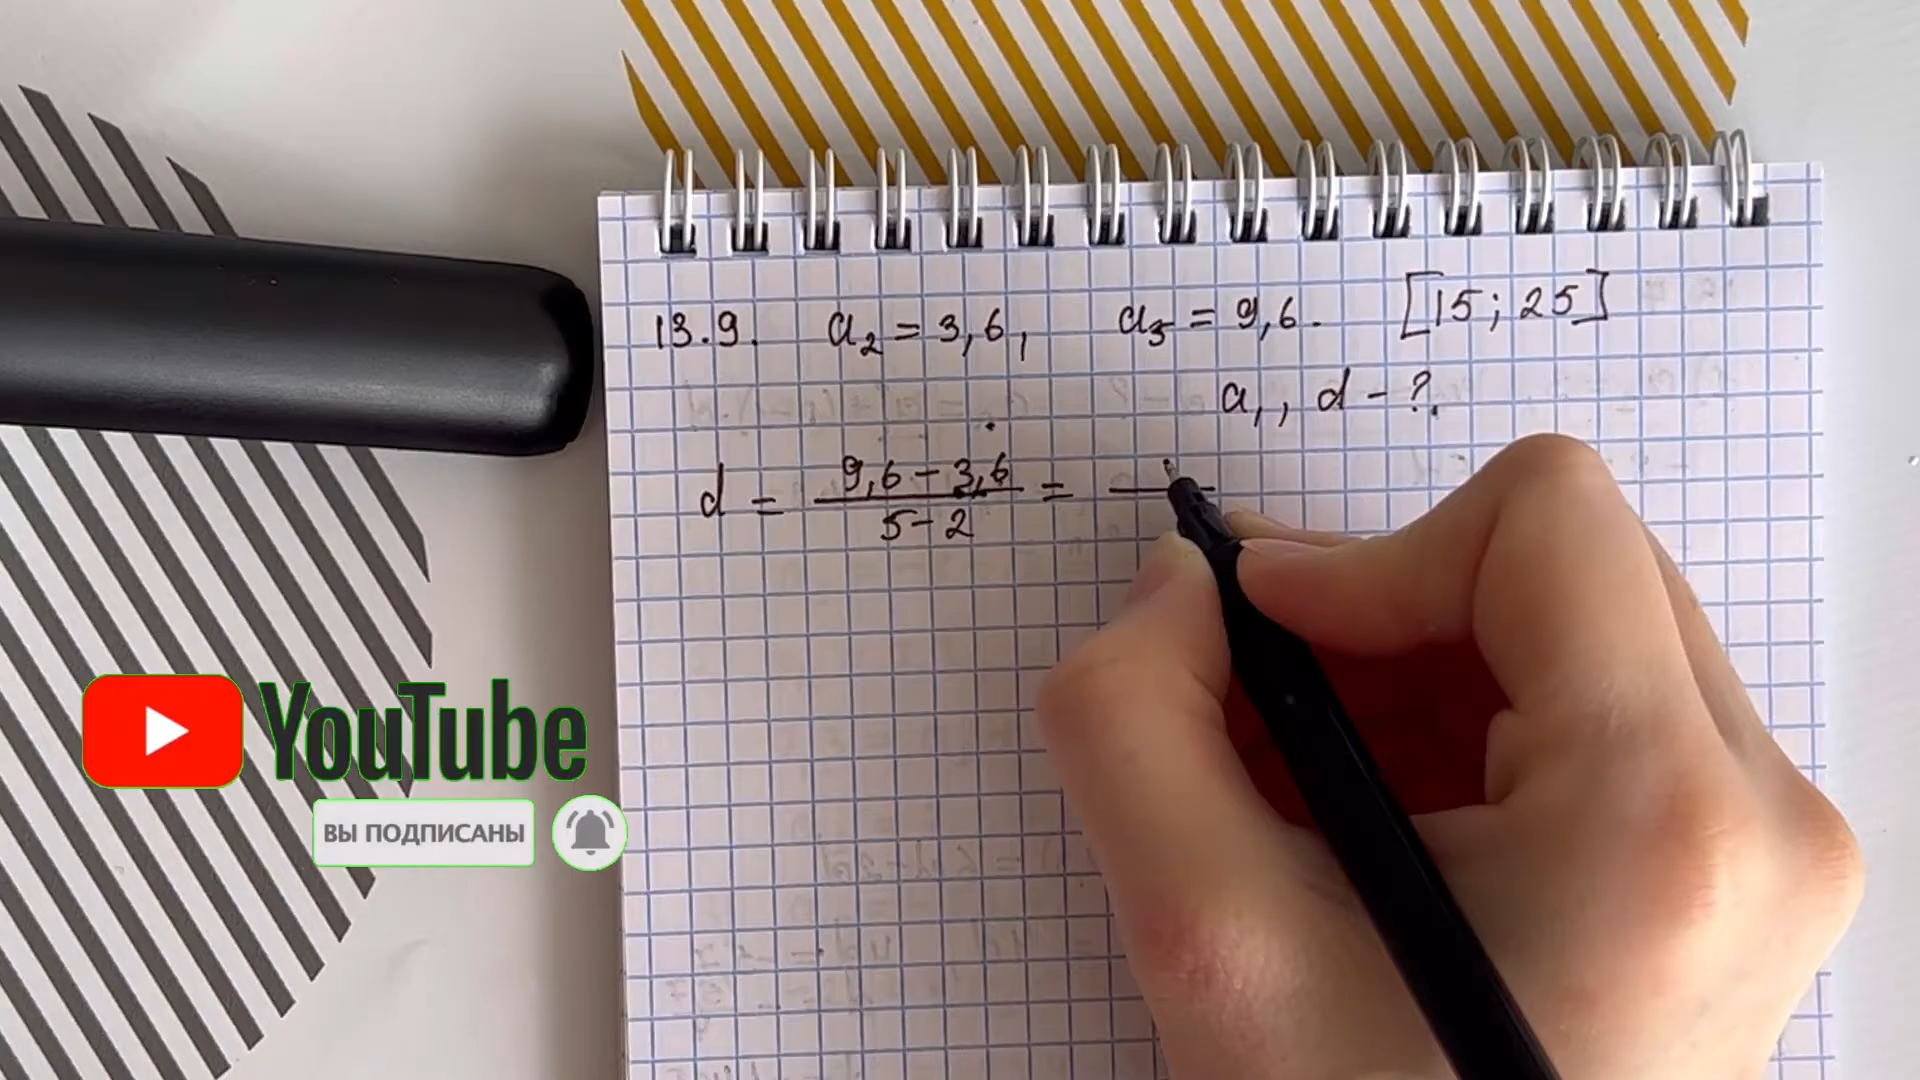 13.9. a₂ = 3,6, a₅ = 9,6. [15; 25]
a₁, d - ?
d = (9,6 - 3,6)/(5 - 2) =
YouTube
ВЫ ПОДПИСАНЫ